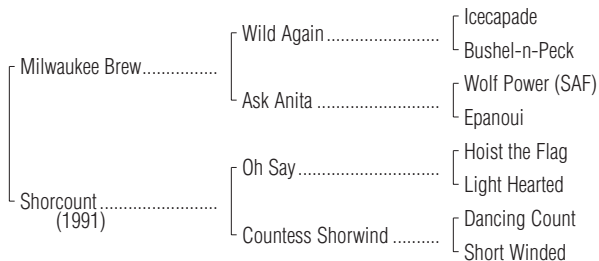 Icecapade
Wild Again
Bushel-n-Peck
Milwaukee Brew
Wolf Power (SAF)
Ask Anita
Epanoui
Hoist the Flag
Oh Say
Light Hearted
Shorcount
(1991)
Dancing Count
Countess Shorwind
Short Winded